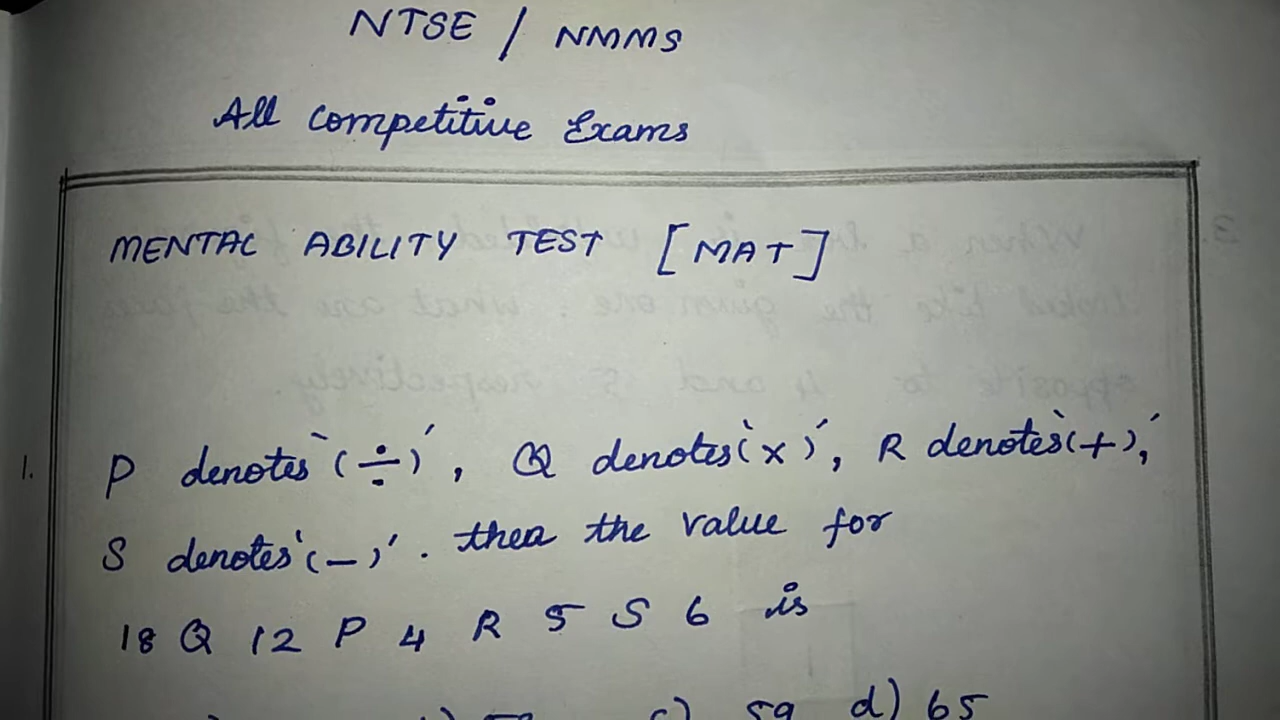 NTSE / NMMS
All Competitive Exams
MENTAL ABILITY TEST [MAT]
1. P denotes '(÷)', Q denotes '(×)', R denotes '(+)',
S denotes '(−)'. then the value for
18 Q 12 P 4 R 5 S 6 is
c) 59 d) 65